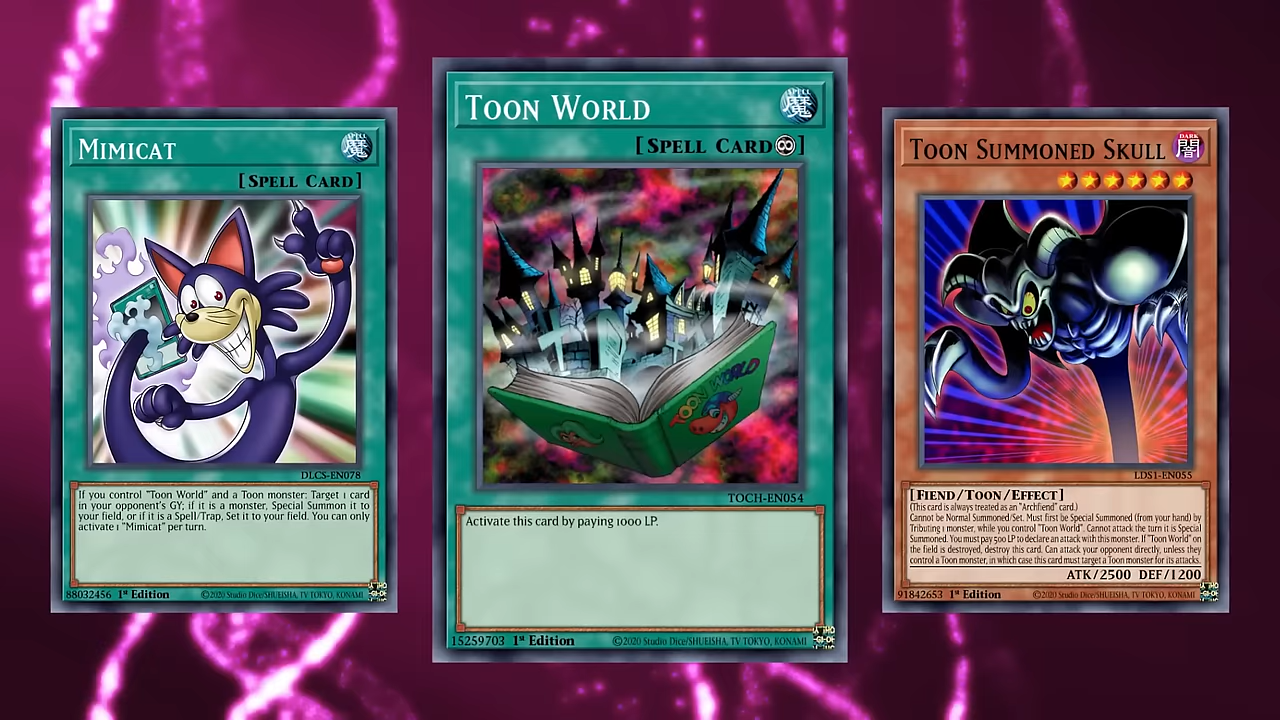 Mimicat
魔
[Spell Card]
DLCS-EN078
If you control "Toon World" and a Toon monster: Target 1 card
in your opponent's GY; if it is a monster, Special Summon it to
your field, or if it is a Spell/Trap, Set it to your field. You can only
activate 1 "Mimicat" per turn.
88032456 1st Edition ©2020 Studio Dice/SHUEISHA, TV TOKYO, KONAMI
Toon World
魔
[Spell Card]
TOON WORLD
TOCH-EN054
Activate this card by paying 1000 LP.
15259703 1st Edition ©2020 Studio Dice/SHUEISHA, TV TOKYO, KONAMI
Toon Summoned Skull
DARK
闇
LDS1-EN055
[Fiend/Toon/Effect]
(This card is always treated as an "Archfiend" card.)
Cannot be Normal Summoned/Set. Must first be Special Summoned (from your hand) by
Tributing 1 monster, while you control "Toon World". Cannot attack the turn it is Special
Summoned. You must pay 500 LP to declare an attack with this monster. If "Toon World" on
the field is destroyed, destroy this card. Can attack your opponent directly, unless they
control a Toon monster, in which case this card must target a Toon monster for its attacks.
ATK/2500 DEF/1200
91842653 1st Edition ©2020 Studio Dice/SHUEISHA, TV TOKYO, KONAMI